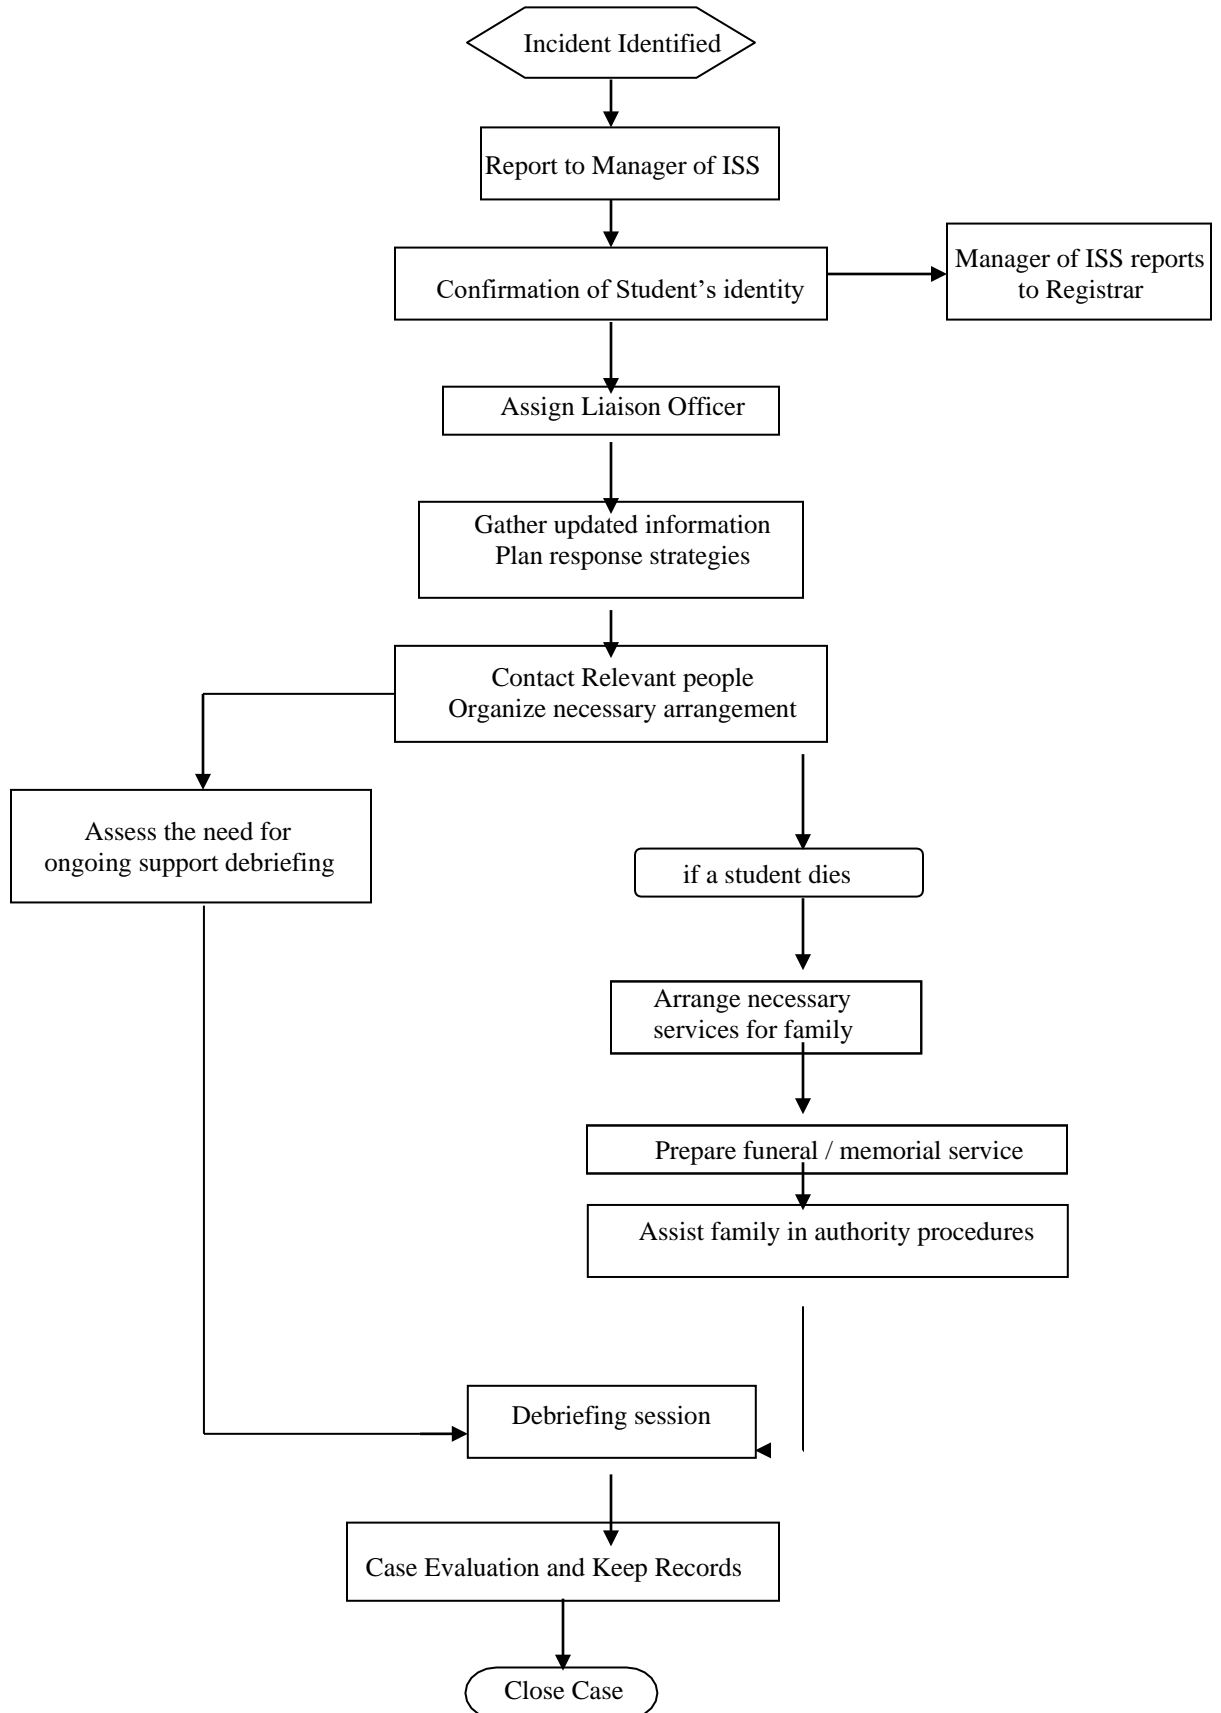 Incident Identified
Report to Manager of ISS
Confirmation of Student’s identity
Manager of ISS reports
to Registrar
Assign Liaison Officer
Gather updated information
Plan response strategies
Contact Relevant people
Organize necessary arrangement
Assess the need for
ongoing support debriefing
if a student dies
Arrange necessary
services for family
Prepare funeral / memorial service
Assist family in authority procedures
Debriefing session
Case Evaluation and Keep Records
Close Case